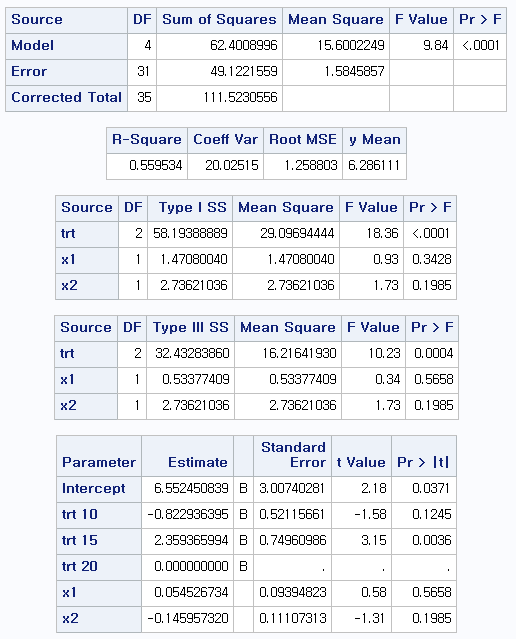 Source DF Sum of Squares Mean Square F Value Pr > F
Model 4 62.4008996 15.6002249 9.84 <.0001
Error 31 49.1221559 1.5845857
Corrected Total 35 111.5230556
R-Square Coeff Var Root MSE y Mean
0.559534 20.02515 1.258803 6.286111
Source DF Type I SS Mean Square F Value Pr > F
trt 2 58.19388889 29.09694444 18.36 <.0001
x1 1 1.47080040 1.47080040 0.93 0.3428
x2 1 2.73621036 2.73621036 1.73 0.1985
Source DF Type III SS Mean Square F Value Pr > F
trt 2 32.43283860 16.21641930 10.23 0.0004
x1 1 0.53377409 0.53377409 0.34 0.5658
x2 1 2.73621036 2.73621036 1.73 0.1985
Standard
Parameter Estimate Error t Value Pr > |t|
Intercept 6.552450839 B 3.00740281 2.18 0.0371
trt 10 -0.822936395 B 0.52115661 -1.58 0.1245
trt 15 2.359365994 B 0.74960986 3.15 0.0036
trt 20 0.000000000 B . . .
x1 0.054526734 0.09394823 0.58 0.5658
x2 -0.145957320 0.11107313 -1.31 0.1985